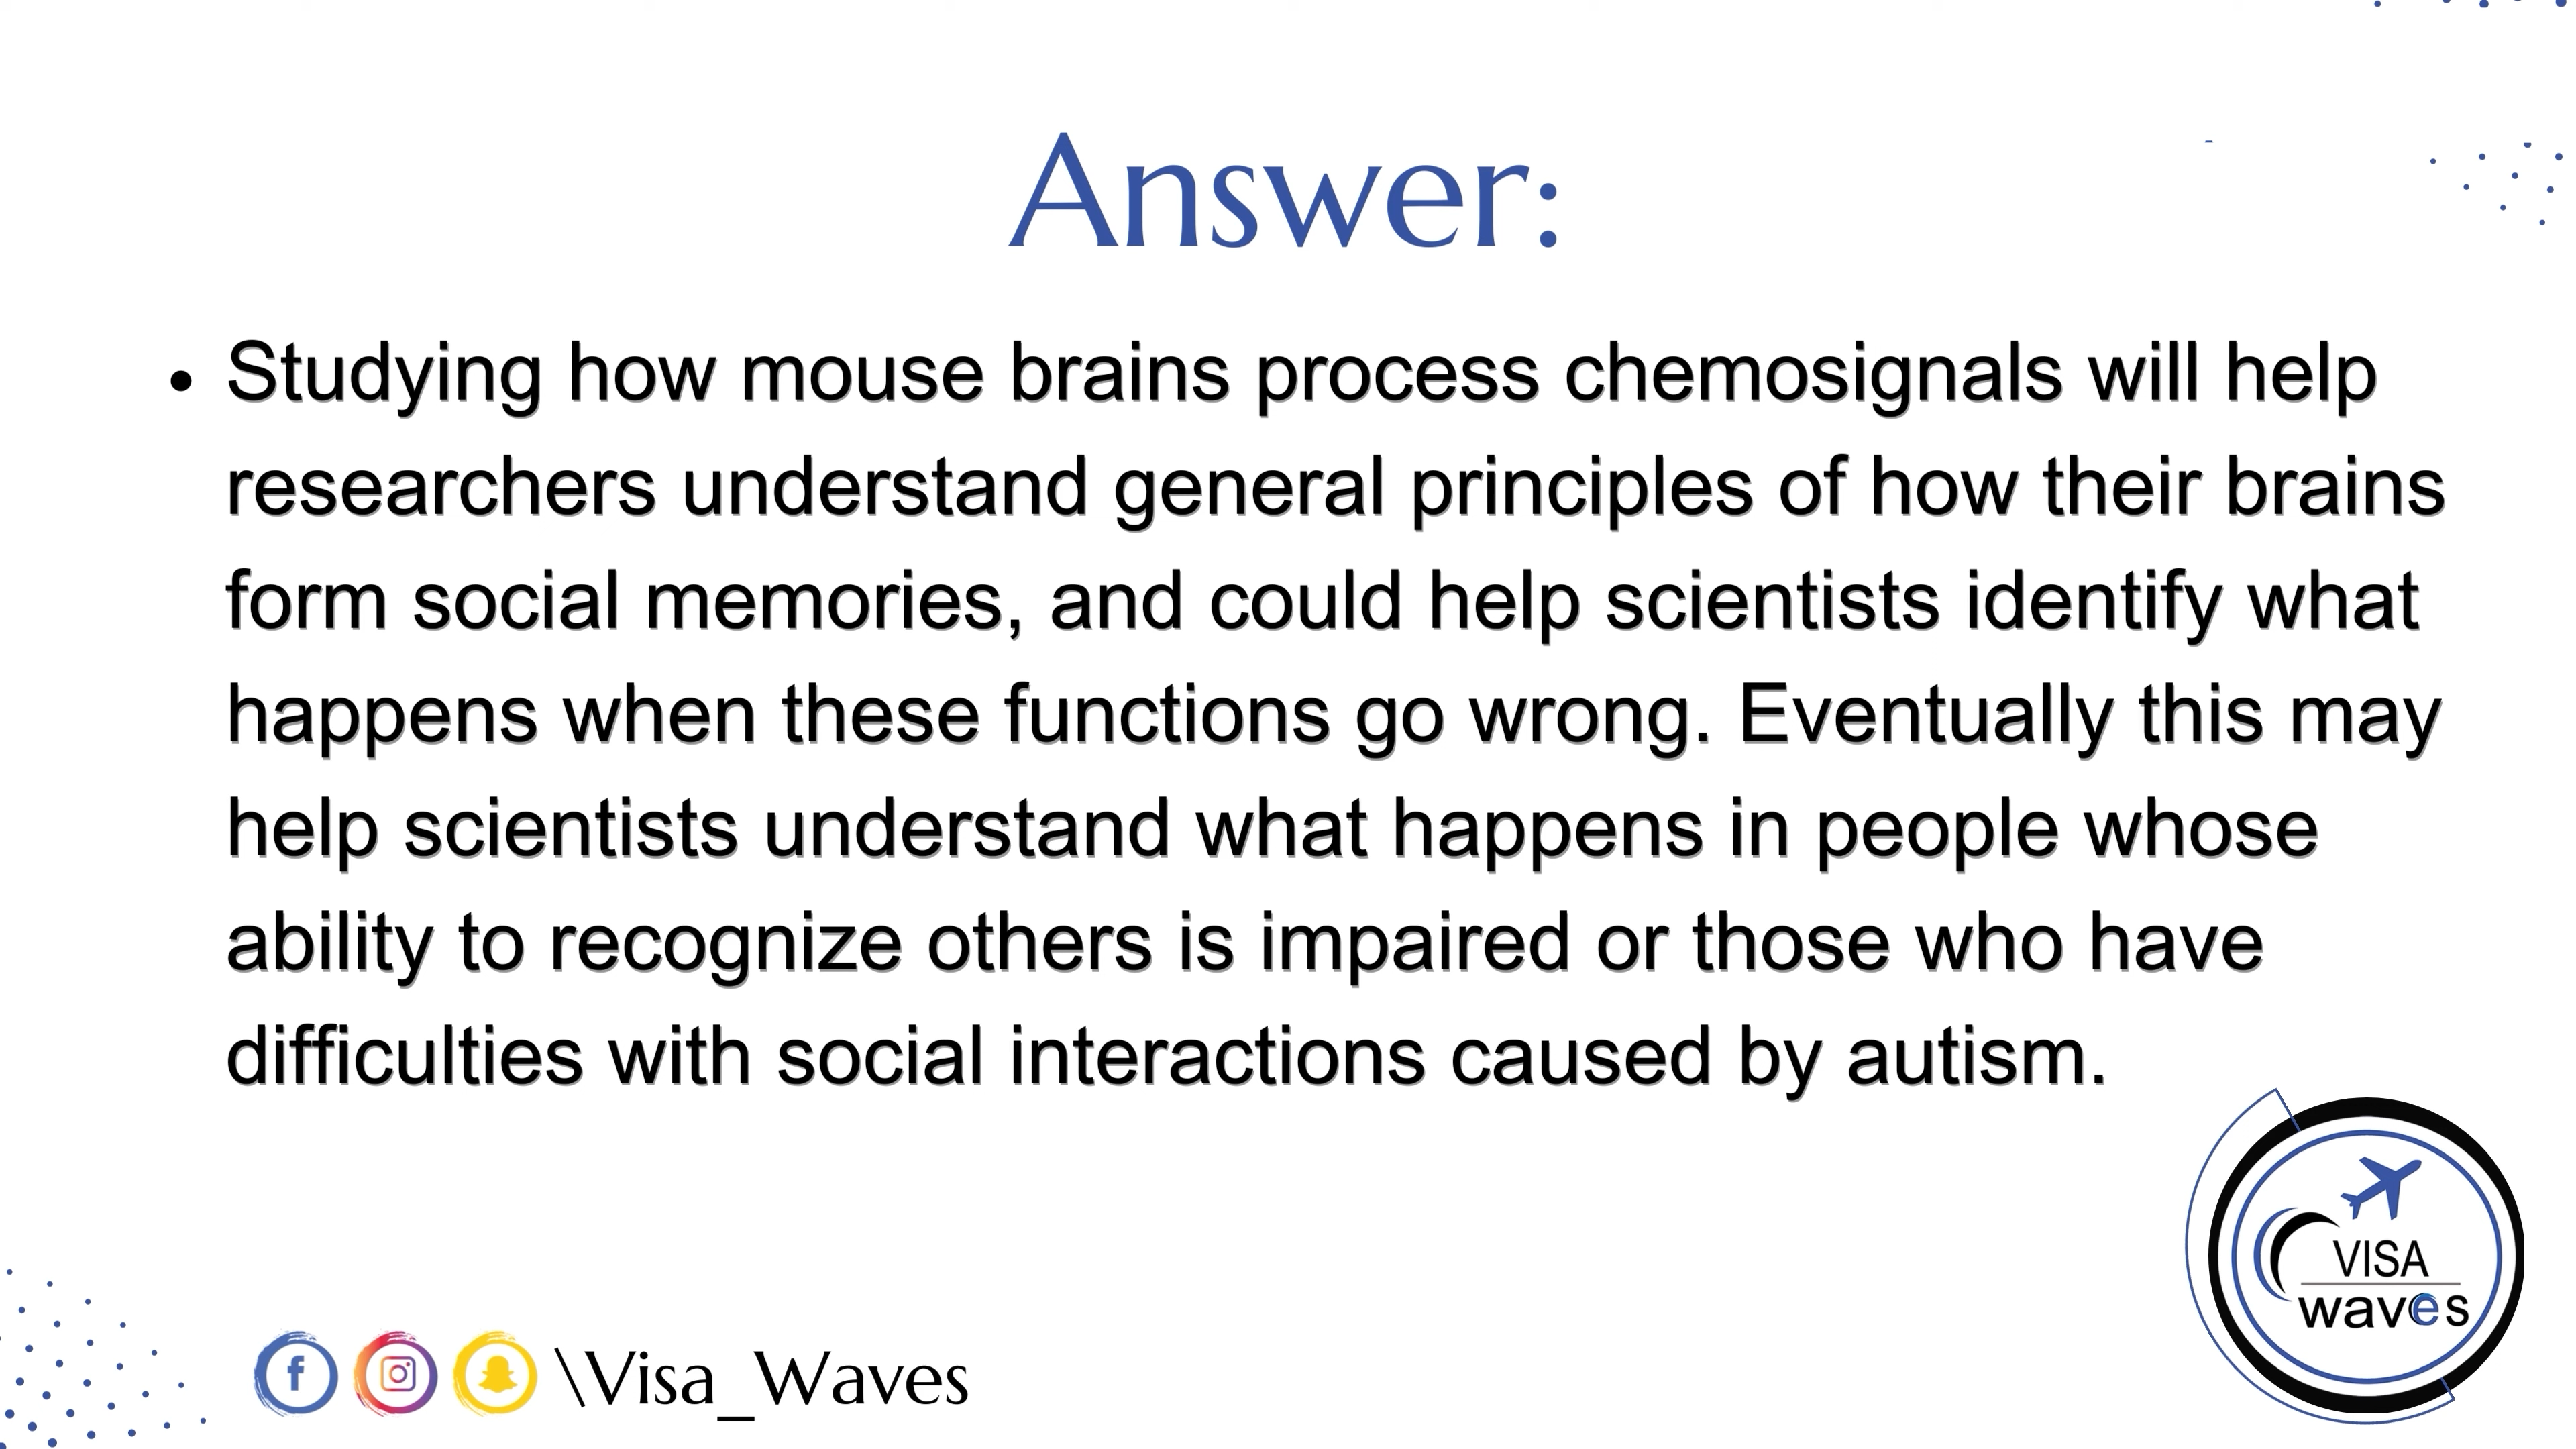 Answer:
• Studying how mouse brains process chemosignals will help
researchers understand general principles of how their brains
form social memories, and could help scientists identify what
happens when these functions go wrong. Eventually this may
help scientists understand what happens in people whose
ability to recognize others is impaired or those who have
difficulties with social interactions caused by autism.
VISA
waves
\Visa_Waves